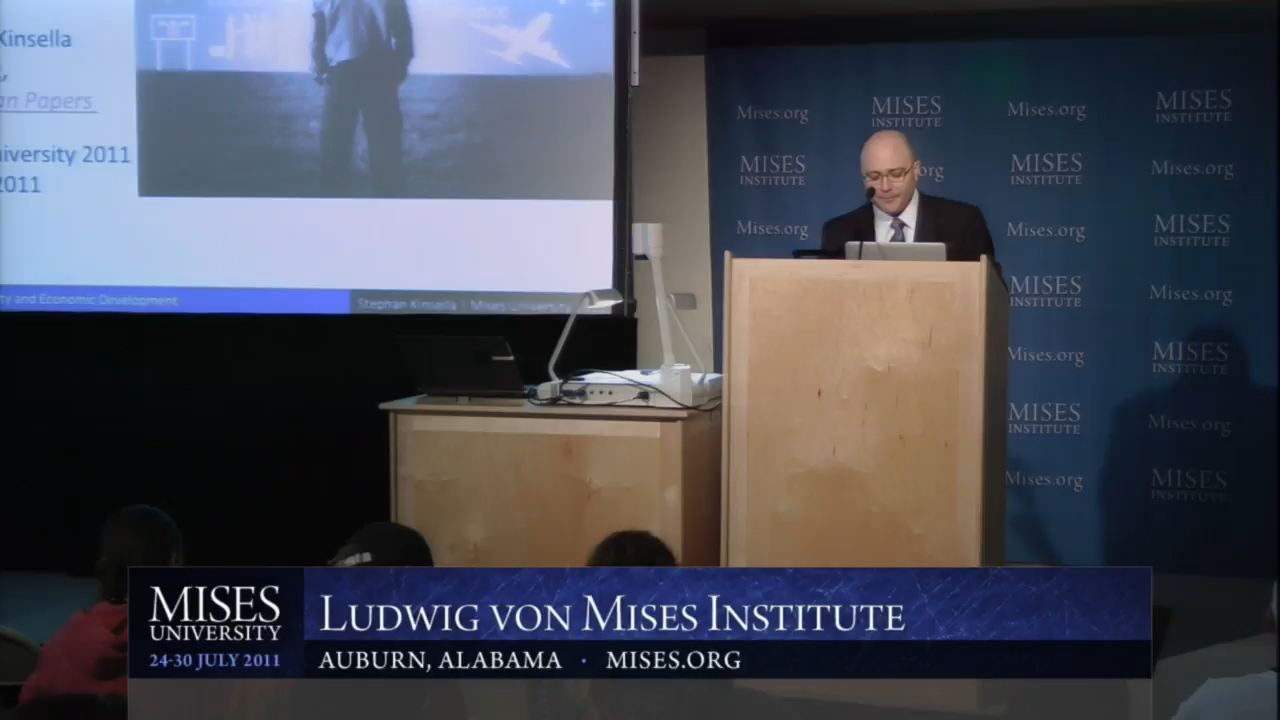 Kinsella
an Papers
iversity 2011
2011
ty and Economic Development
Stephan Kinsella
Mises University
Mises.org
MISES
INSTITUTE
Mises.org
MISES
INSTITUTE
MISES
INSTITUTE
org
MISES
INSTITUTE
Mises.org
Mises.org
Mises.org
MISES
INSTITUTE
MISES
INSTITUTE
Mises.org
Mises.org
MISES
INSTITUTE
MISES
INSTITUTE
Mises.org
Mises.org
MISES
INSTITUTE
MISES
UNIVERSITY
24-30 JULY 2011
LUDWIG VON MISES INSTITUTE
AUBURN, ALABAMA · MISES.ORG